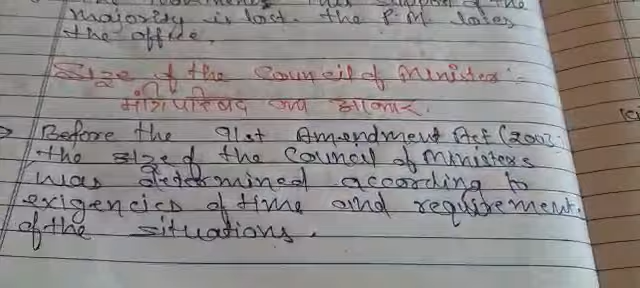 majority is lost. the P.M. loses
the office.
Size of the Council of Minister :-
मंत्रिपरिषद का आकार.
Before the 91st Amendment Act (2003
the size of the Council of Ministers
was determined according to
exigencies of time and requirement.
of the situations.